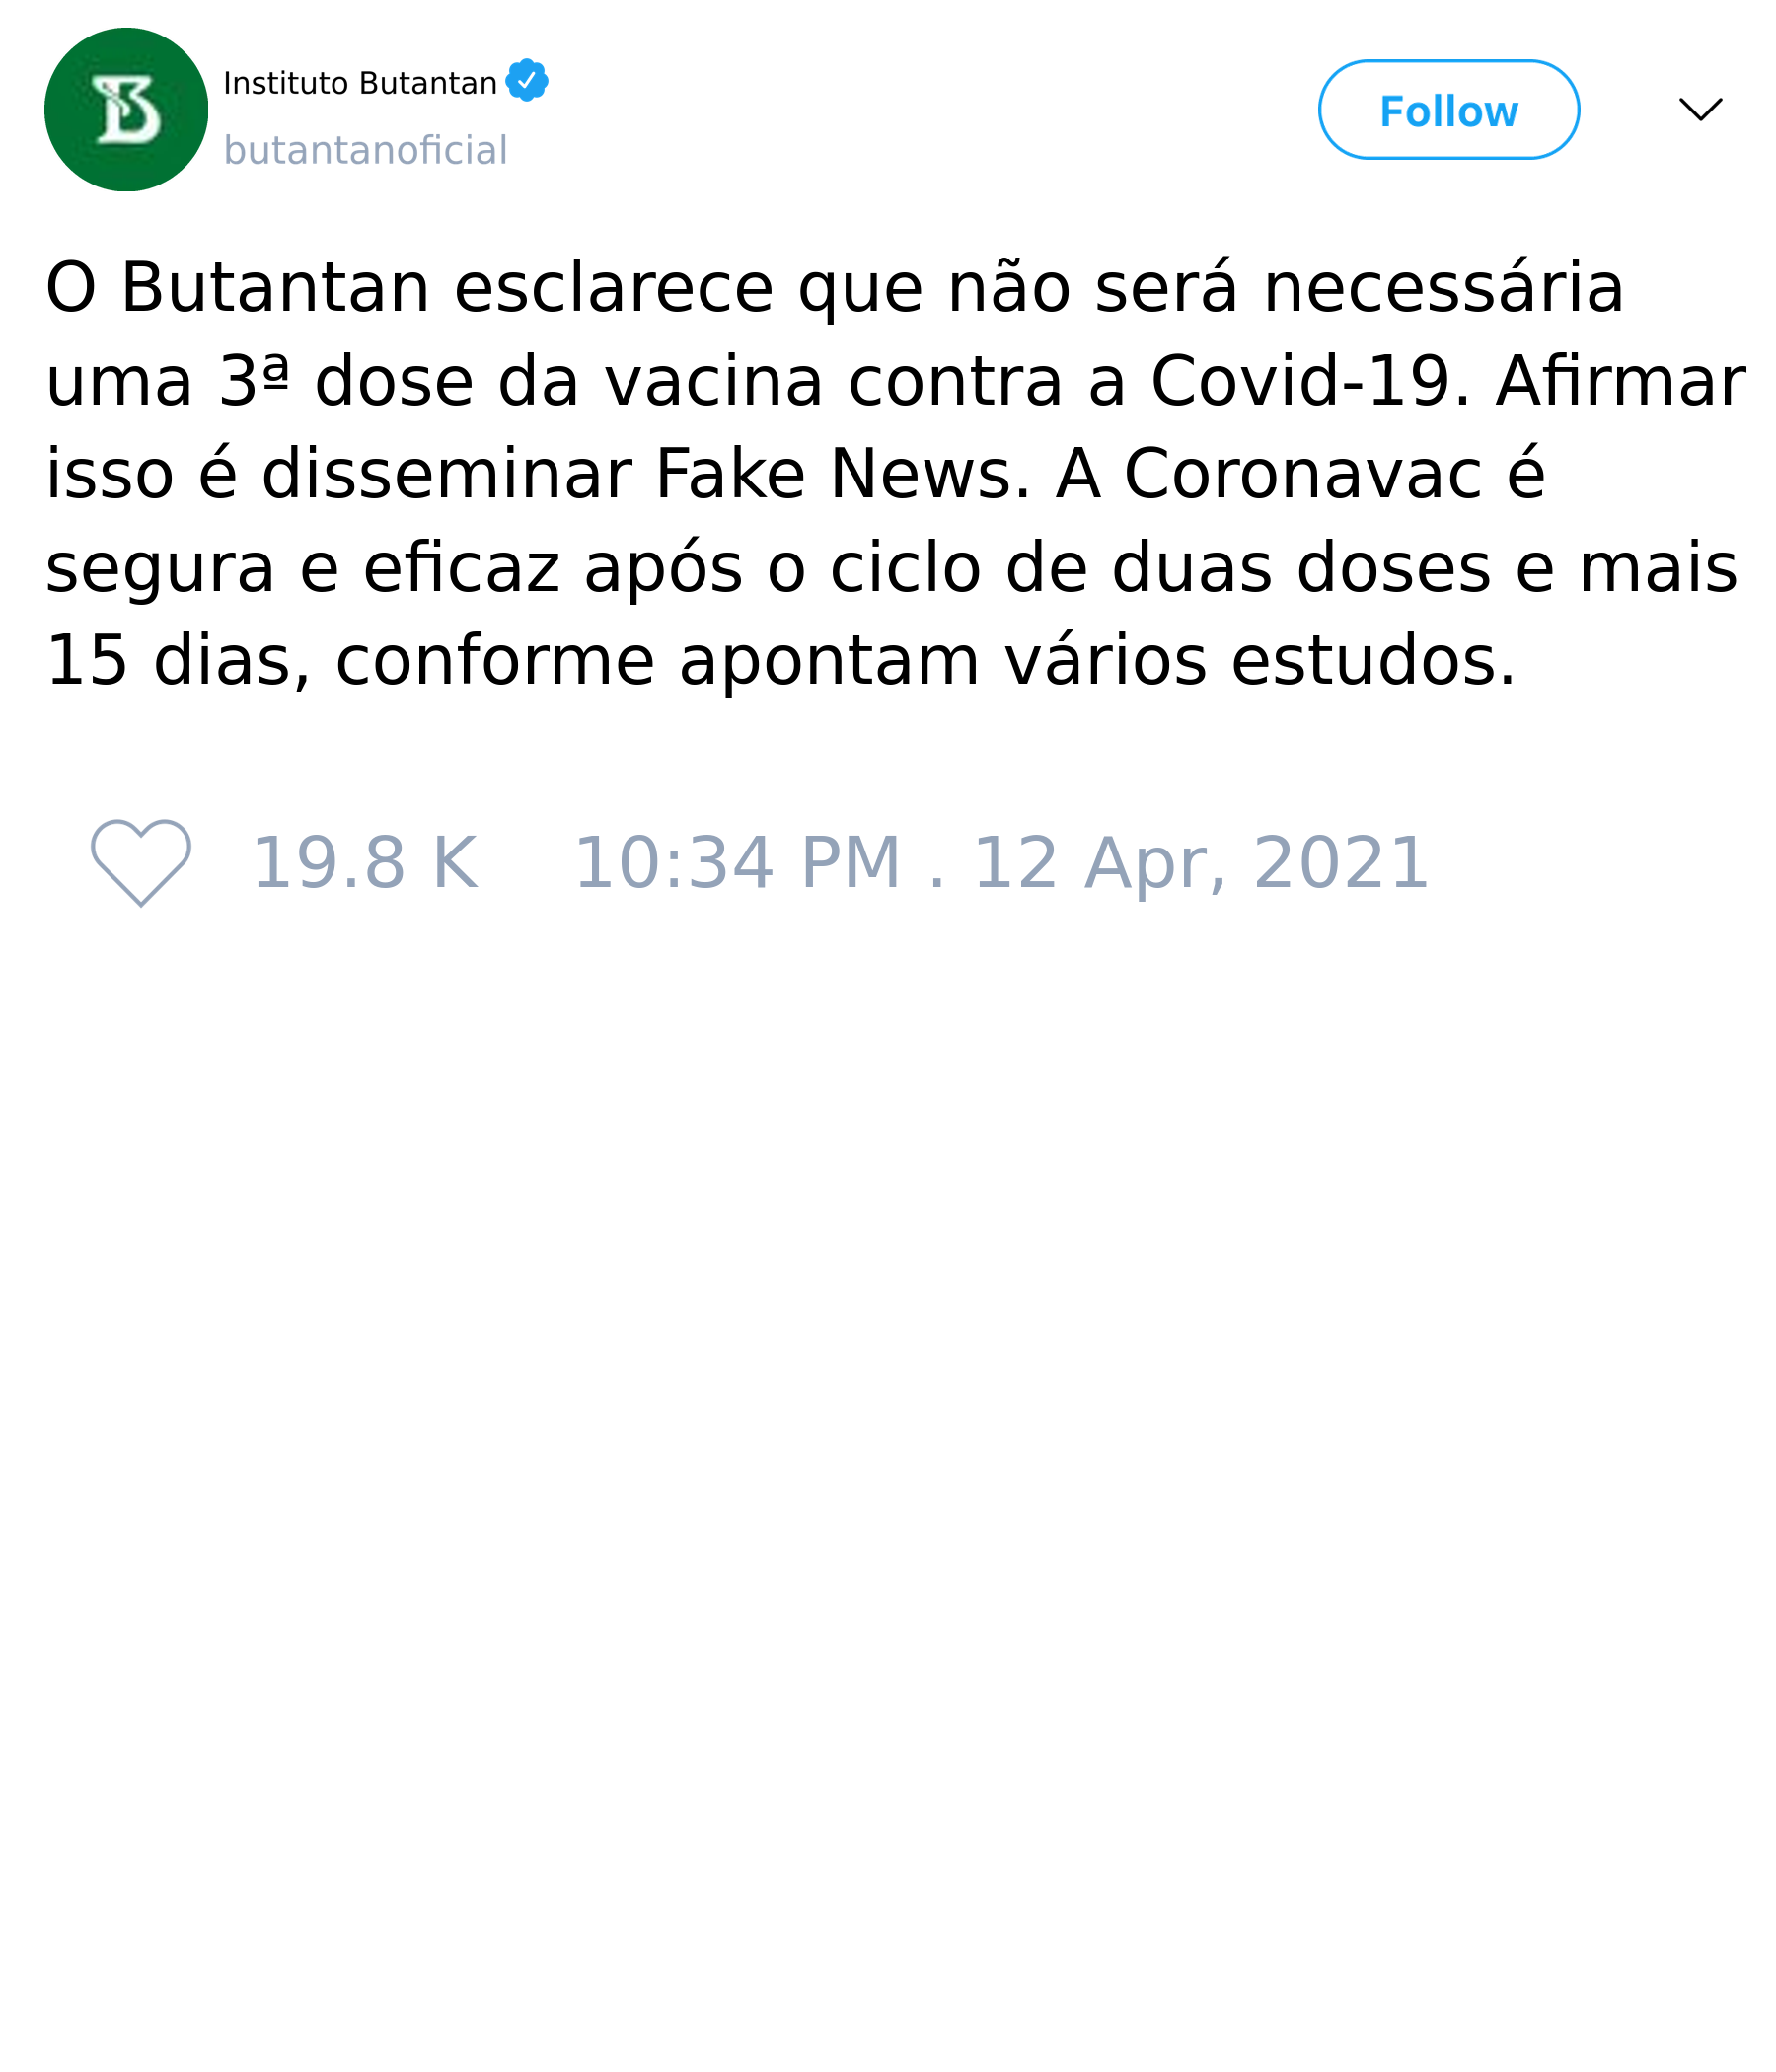 Instituto Butantan
butantanoficial
Follow
O Butantan esclarece que não será necessária
uma 3ª dose da vacina contra a Covid-19. Afirmar
isso é disseminar Fake News. A Coronavac é
segura e eficaz após o ciclo de duas doses e mais
15 dias, conforme apontam vários estudos.
19.8 K 10:34 PM . 12 Apr, 2021